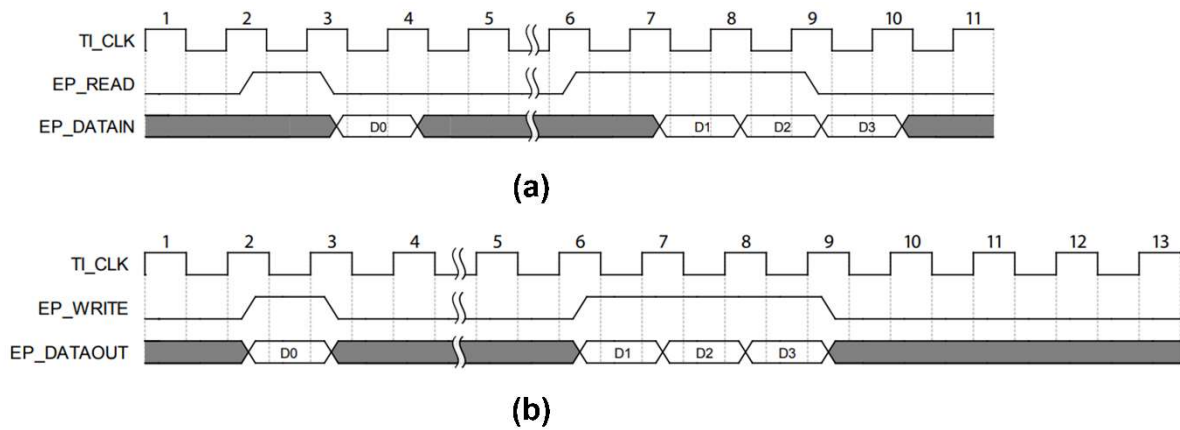 1 2 3 4 5 6 7 8 9 10 11
TI_CLK
EP_READ
EP_DATAIN D0 D1 D2 D3
(a)
1 2 3 4 5 6 7 8 9 10 11 12 13
TI_CLK
EP_WRITE
EP_DATAOUT D0 D1 D2 D3
(b)